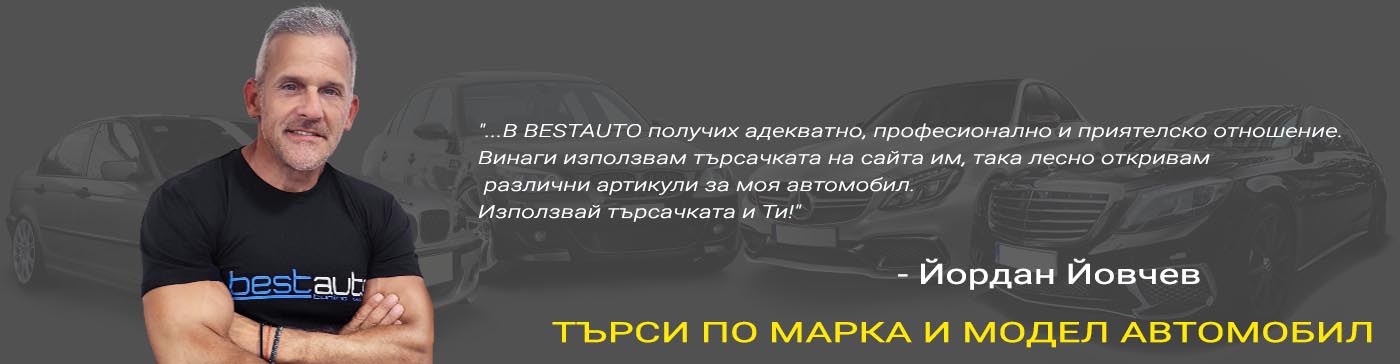 "...В BESTAUTO получих адекватно, професионално и приятелско отношение.
Винаги използвам търсачката на сайта им, така лесно откривам
различни артикули за моя автомобил.
Използвай търсачката и Ти!"
bestauto
- Йордан Йовчев
ТЪРСИ ПО МАРКА И МОДЕЛ АВТОМОБИЛ